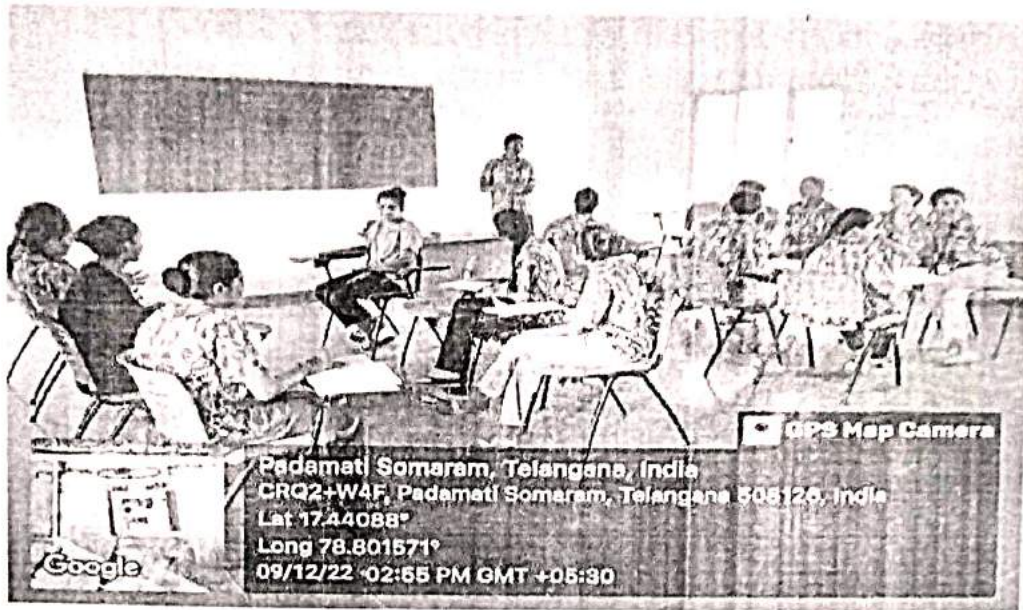 GPS Map Camera
Padamati Somaram, Telangana, India
CRQ2+W4F, Padamati Somaram, Telangana 508126, India
Lat 17.44088°
Long 78.801571°
09/12/22 02:55 PM GMT +05:30
Google